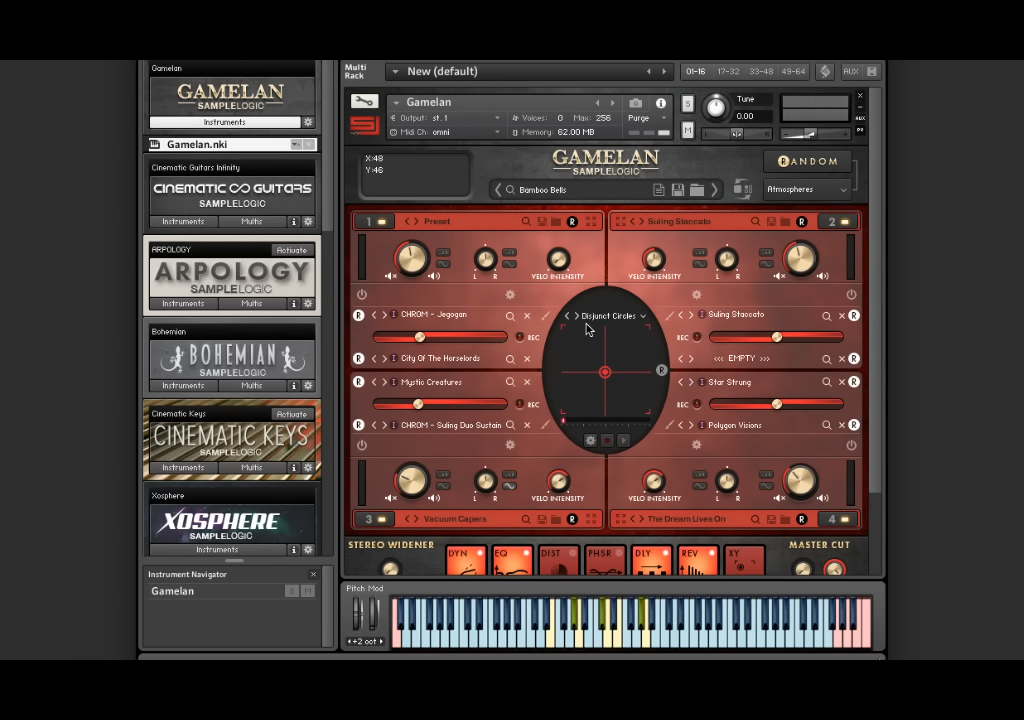 Gamelan
GAMELAN
SAMPLELOGIC
Instruments
Gamelan.nki
Cinematic Guitars Infinity
CINEMATIC GUITARS
SAMPLELOGIC
Instruments Multis i
ARPOLOGY Activate
ARPOLOGY
SAMPLELOGIC
Instruments Multis i
Bohemian
BOHEMIAN
SAMPLELOGIC
Instruments Multis i
Cinematic Keys Activate
CINEMATIC KEYS
SAMPLELOGIC
Instruments Multis i
Xosphere
XOSPHERE
SAMPLELOGIC
Instruments i
Instrument Navigator
Gamelan S M
Multi Rack
New (default)
01-16 17-32 33-48 49-64 AUX
Gamelan
Output: st. 1 Voices: 0 Max: 256 Purge
Midi Ch: omni Memory: 62.00 MB
S
M
Tune
0.00
L R
AUX
PV
X:48
Y:46
GAMELAN
SAMPLELOGIC
Bamboo Bells
RANDOM
Atmospheres
1 Preset R
Suling Staccato R 2
L R VELO INTENSITY
VELO INTENSITY L R
R CHROM - Jegogan
REC
R City Of The Horselords
R Mystic Creatures
REC
R CHROM - Suling Duo Sustain
Disjunct Circles
R
Suling Staccato R
REC
<<< EMPTY >>> R
Star Strung R
REC
Polygon Visions R
L R VELO INTENSITY
VELO INTENSITY L R
3 Vacuum Capers R
The Dream Lives On R 4
STEREO WIDENER
DYN EQ DIST PHSR DLY REV XY
MASTER CUT
Pitch Mod
+2 oct